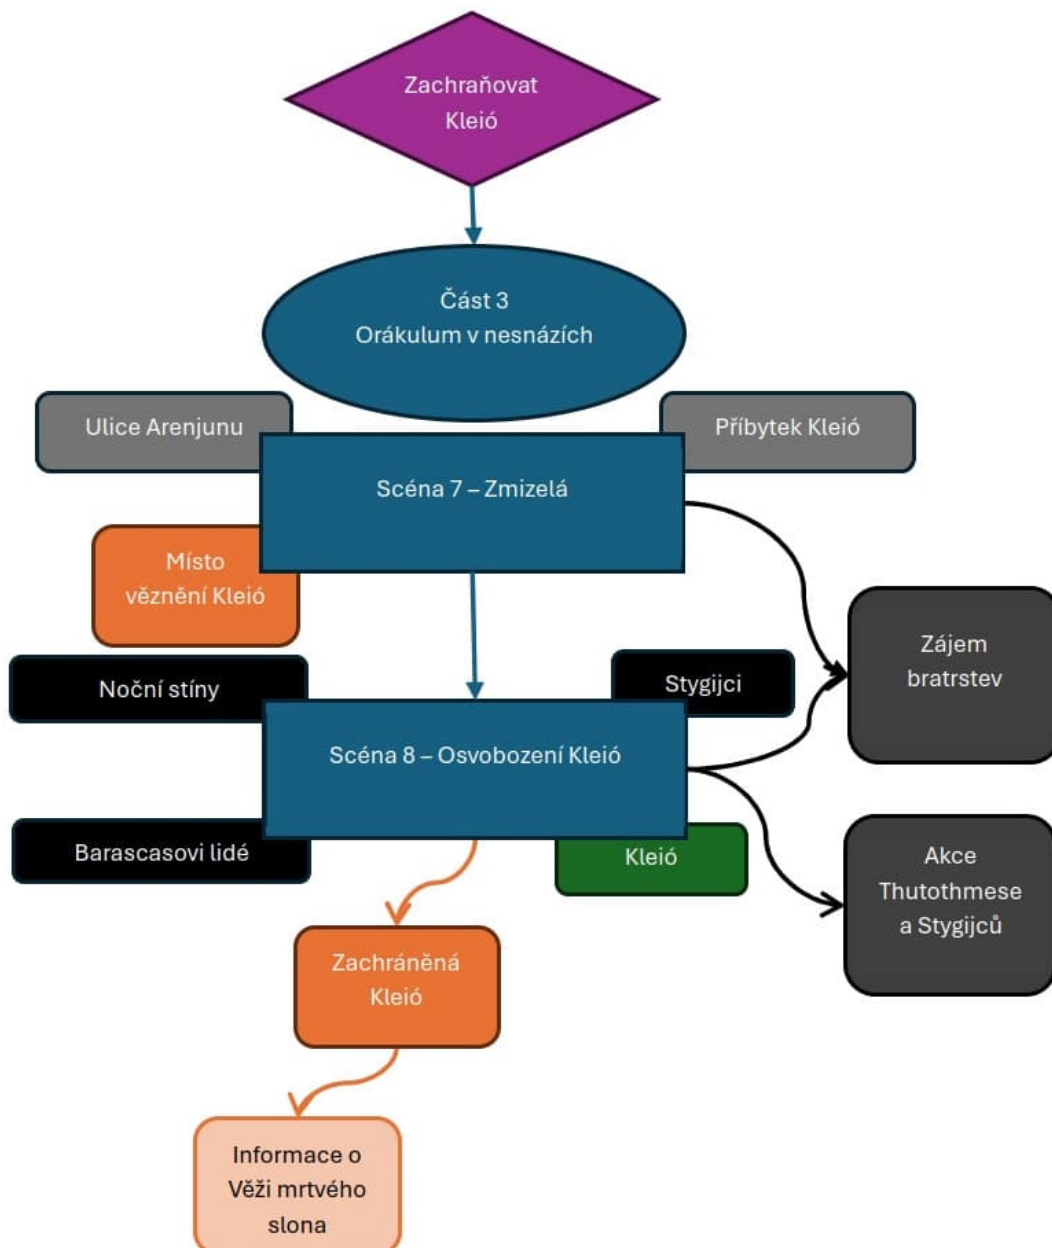 Zachraňovat
Kleió
Část 3
Orákulum v nesnázích
Ulice Arenjunu
Příbytek Kleió
Scéna 7 – Zmizelá
Místo
věznění Kleió
Zájem
bratrstev
Noční stíny
Stygijci
Scéna 8 – Osvobození Kleió
Barascasovi lidé
Kleió
Akce
Thutothmese
a Stygijců
Zachráněná
Kleió
Informace o
Věži mrtvého
slona